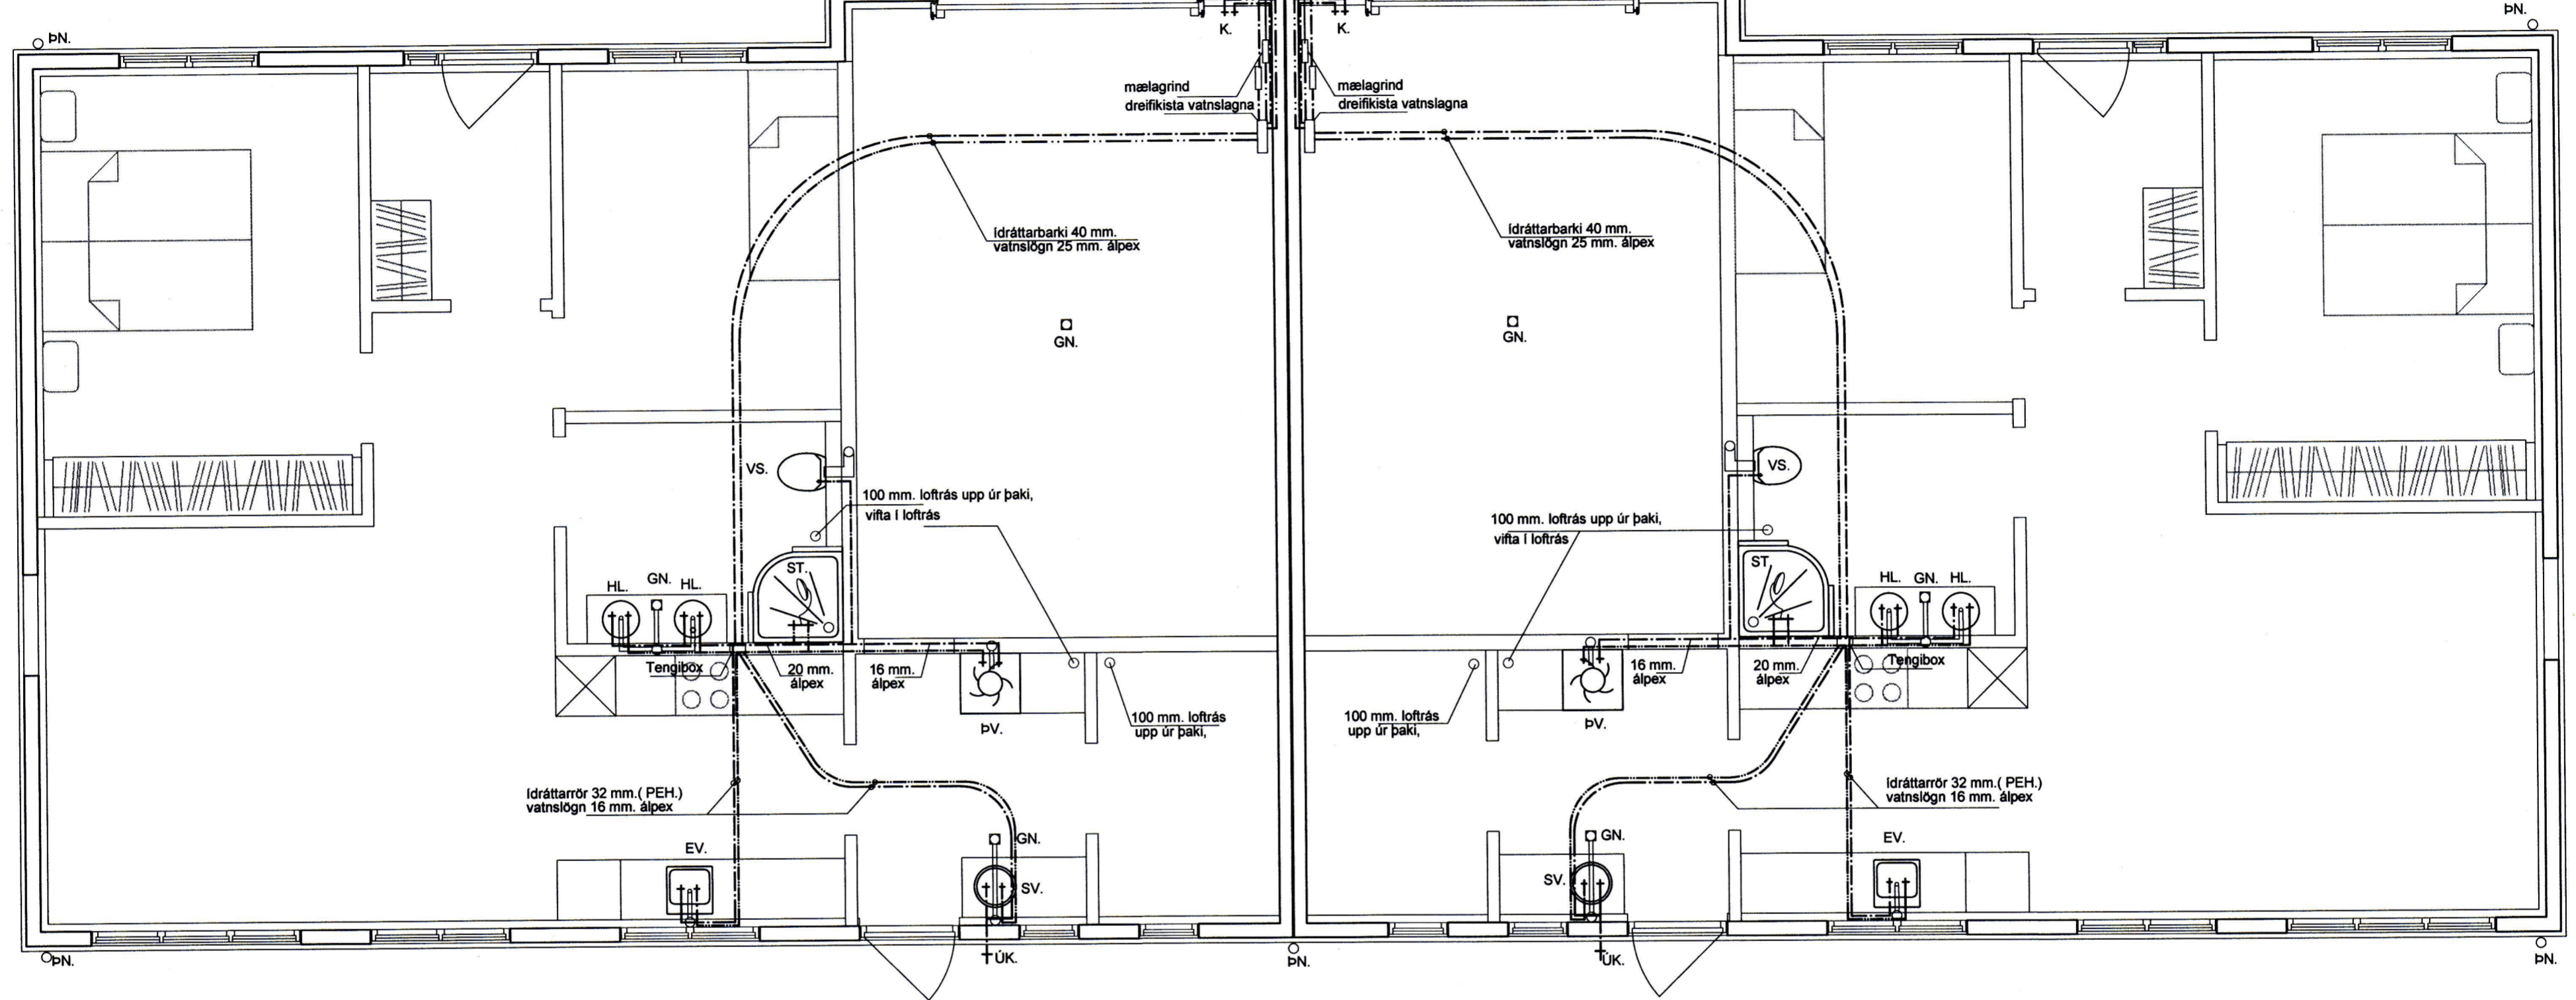 ÞN.
K.
K.
ÞN.
mælagrind
dreifikista vatnslagna
mælagrind
dreifikista vatnslagna
ídráttarbarki 40 mm.
vatnslögn 25 mm. álpex
ídráttarbarki 40 mm.
vatnslögn 25 mm. álpex
GN.
GN.
VS.
VS.
100 mm. loftrás upp úr þaki,
vifta í loftrás
100 mm. loftrás upp úr þaki,
vifta í loftrás
ST.
ST.
HL.
GN.
HL.
HL.
GN.
HL.
Tengibox
20 mm.
álpex
16 mm.
álpex
16 mm.
álpex
20 mm.
álpex
Tengibox
ÞV.
100 mm. loftrás
upp úr þaki,
100 mm. loftrás
upp úr þaki,
ÞV.
ídráttarrör 32 mm.( PEH.)
vatnslögn 16 mm. álpex
ídráttarrör 32 mm.( PEH.)
vatnslögn 16 mm. álpex
EV.
GN.
SV.
GN.
SV.
EV.
ÞN.
ÚK.
ÞN.
ÚK.
ÞN.